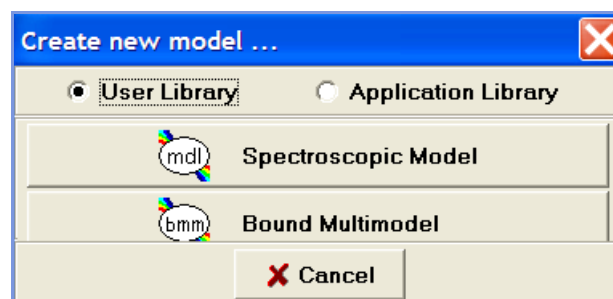 Create new model ...
User Library Application Library
mdl Spectroscopic Model
bmm Bound Multimodel
Cancel